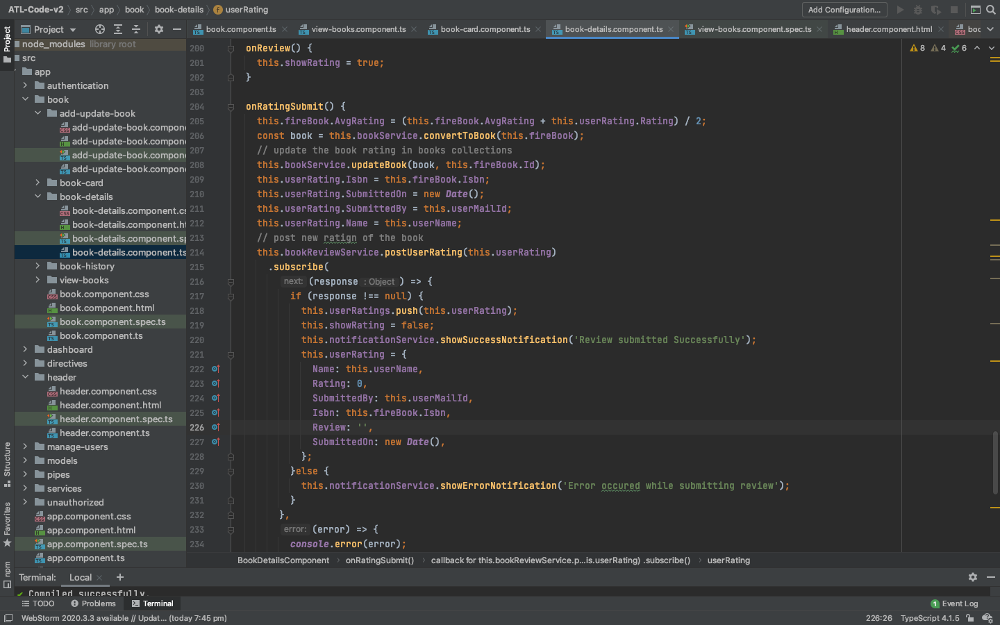 ATL-Code-v2 src app book book-details f userRating Add Configuration...
Project
book.component.ts view-books.component.ts book-card.component.ts book-details.component.ts view-books.component.spec.ts header.component.html
Project
node_modules library root
src
app
authentication
book
add-update-book
add-update-book.compon
add-update-book.compon
add-update-book.compon
add-update-book.compon
book-card
book-details
book-details.component.cs
book-details.component.ht
book-details.component.sp
book-details.component.ts
book-history
view-books
book.component.css
book.component.html
book.component.spec.ts
book.component.ts
dashboard
directives
header
header.component.css
header.component.html
header.component.spec.ts
header.component.ts
manage-users
models
pipes
services
unauthorized
app.component.css
app.component.html
app.component.spec.ts
app.component.ts
Structure
Favorites
npm
8 4 6
200 onReview() {
201 this.showRating = true;
202 }
203
204 onRatingSubmit() {
205 this.fireBook.AvgRating = (this.fireBook.AvgRating + this.userRating.Rating) / 2;
206 const book = this.bookService.convertToBook(this.fireBook);
207 // update the book rating in books collections
208 this.bookService.updateBook(book, this.fireBook.Id);
209 this.userRating.Isbn = this.fireBook.Isbn;
210 this.userRating.SubmittedOn = new Date();
211 this.userRating.SubmittedBy = this.userMailId;
212 this.userRating.Name = this.userName;
213 // post new ratign of the book
214 this.bookReviewService.postUserRating(this.userRating)
215 .subscribe(
216 next: (response : Object ) => {
217 if (response !== null) {
218 this.userRatings.push(this.userRating);
219 this.showRating = false;
220 this.notificationService.showSuccessNotification('Review submitted Successfully');
221 this.userRating = {
222 Name: this.userName,
223 Rating: 0,
224 SubmittedBy: this.userMailId,
225 Isbn: this.fireBook.Isbn,
226 Review: '',
227 SubmittedOn: new Date(),
228 };
229 }else {
230 this.notificationService.showErrorNotification('Error occured while submitting review');
231 }
232 },
233 error: (error) => {
234 console.error(error);
BookDetailsComponent onRatingSubmit() callback for this.bookReviewService.p...is.userRating) .subscribe() userRating
Terminal: Local
Compiled successfully.
TODO Problems Terminal 1 Event Log
WebStorm 2020.3.3 available // Updat... (today 7:45 pm) 226:26 TypeScript 4.1.5